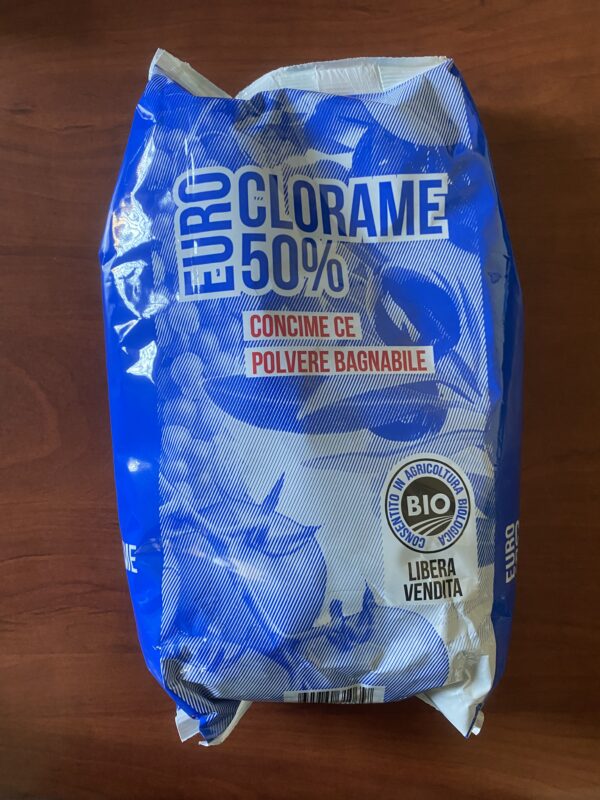 EURO
CLORAME
50%
CONCIME CE
POLVERE BAGNABILE
CONSENTITO IN AGRICOLTURA BIOLOGICA
BIO
LIBERA
VENDITA
EURO